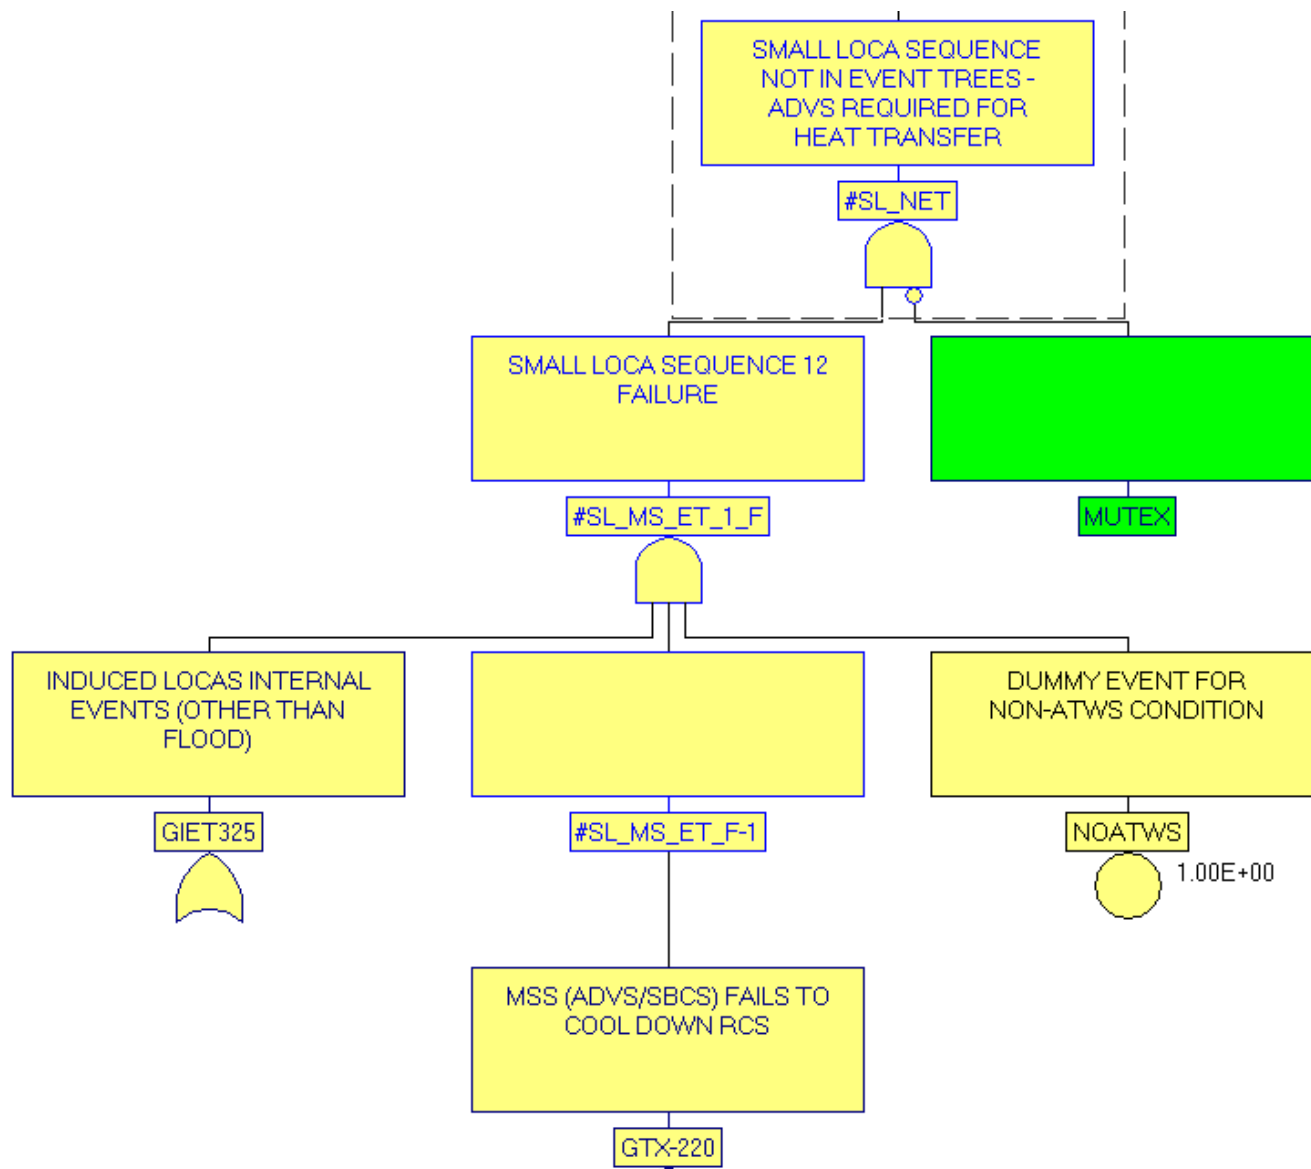 SMALL LOCA SEQUENCE
NOT IN EVENT TREES -
ADVS REQUIRED FOR
HEAT TRANSFER
#SL_NET
SMALL LOCA SEQUENCE 12
FAILURE
#SL_MS_ET_1_F
MUTEX
INDUCED LOCAS INTERNAL
EVENTS (OTHER THAN
FLOOD)
GIET325
#SL_MS_ET_F-1
DUMMY EVENT FOR
NON-ATWS CONDITION
NOATWS
1.00E+00
MSS (ADVS/SBCS) FAILS TO
COOL DOWN RCS
GTX-220